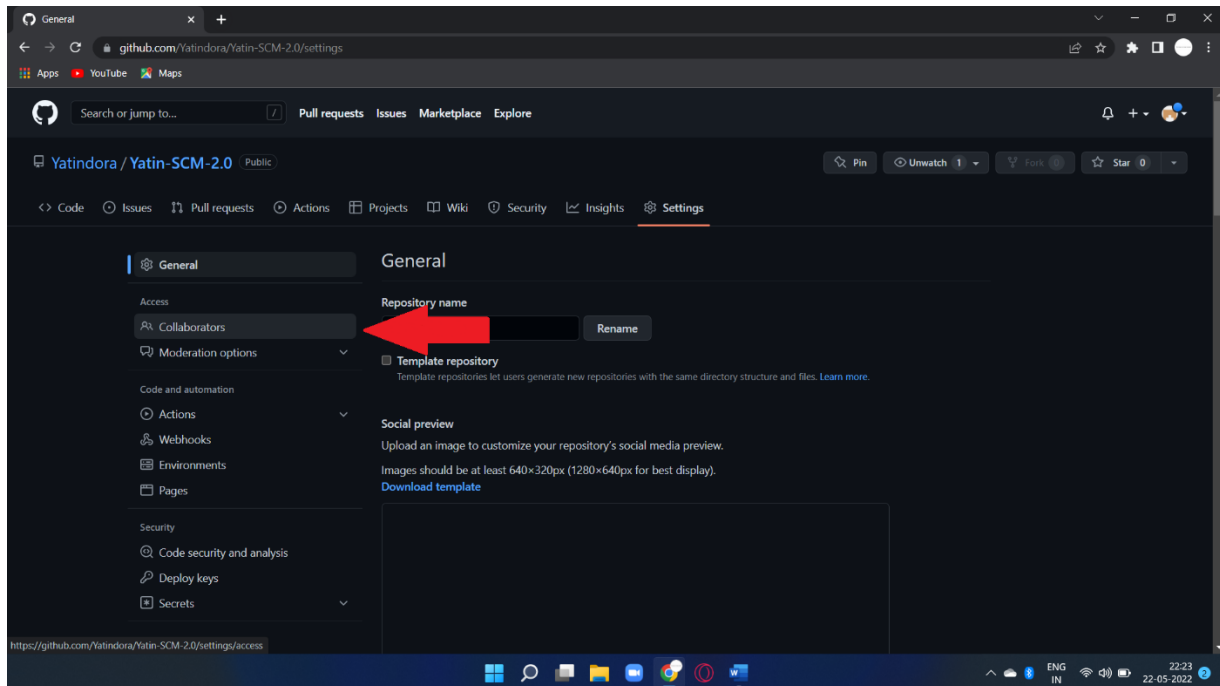 General
github.com/Yatindora/Yatin-SCM-2.0/settings
Apps YouTube Maps
Search or jump to... / Pull requests Issues Marketplace Explore
Yatindora / Yatin-SCM-2.0 Public Pin Unwatch 1 Fork 0 Star 0
Code Issues Pull requests Actions Projects Wiki Security Insights Settings
General
Access
Collaborators
Moderation options
Code and automation
Actions
Webhooks
Environments
Pages
Security
Code security and analysis
Deploy keys
Secrets
General
Repository name
Rename
Template repository
Template repositories let users generate new repositories with the same directory structure and files. Learn more.
Social preview
Upload an image to customize your repository's social media preview.
Images should be at least 640×320px (1280×640px for best display).
Download template
https://github.com/Yatindora/Yatin-SCM-2.0/settings/access
ENG
IN
22:23
22-05-2022
2